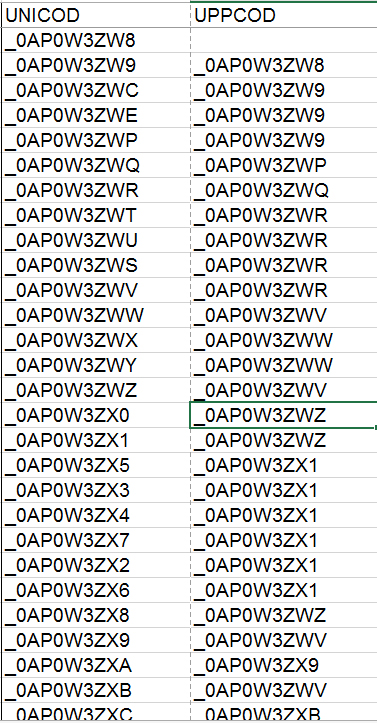 UNICOD UPPCOD
_0AP0W3ZW8
_0AP0W3ZW9 _0AP0W3ZW8
_0AP0W3ZWC _0AP0W3ZW9
_0AP0W3ZWE _0AP0W3ZW9
_0AP0W3ZWP _0AP0W3ZW9
_0AP0W3ZWQ _0AP0W3ZWP
_0AP0W3ZWR _0AP0W3ZWQ
_0AP0W3ZWT _0AP0W3ZWR
_0AP0W3ZWU _0AP0W3ZWR
_0AP0W3ZWS _0AP0W3ZWR
_0AP0W3ZWV _0AP0W3ZWR
_0AP0W3ZWW _0AP0W3ZWV
_0AP0W3ZWX _0AP0W3ZWW
_0AP0W3ZWY _0AP0W3ZWW
_0AP0W3ZWZ _0AP0W3ZWV
_0AP0W3ZX0 _0AP0W3ZWZ
_0AP0W3ZX1 _0AP0W3ZWZ
_0AP0W3ZX5 _0AP0W3ZX1
_0AP0W3ZX3 _0AP0W3ZX1
_0AP0W3ZX4 _0AP0W3ZX1
_0AP0W3ZX7 _0AP0W3ZX1
_0AP0W3ZX2 _0AP0W3ZX1
_0AP0W3ZX6 _0AP0W3ZX1
_0AP0W3ZX8 _0AP0W3ZWZ
_0AP0W3ZX9 _0AP0W3ZWV
_0AP0W3ZXA _0AP0W3ZX9
_0AP0W3ZXB _0AP0W3ZWV
_0AP0W3ZXC _0AP0W3ZXB